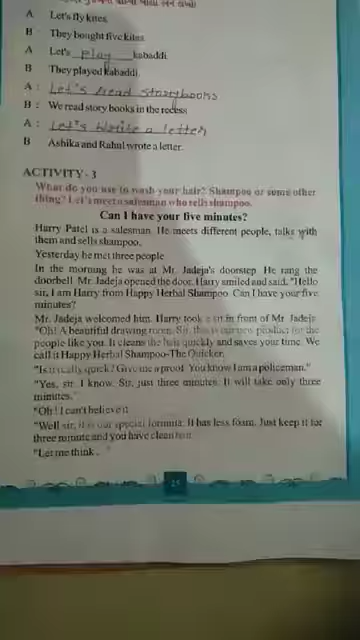 A Let's fly kites.
B They bought five kites.
A Let's play kabaddi.
B They played kabaddi.
A : Let's read storybooks
B : We read story books in the recess
A : Let's write a letter
B Ashika and Rahul wrote a letter.
ACTIVITY - 3
What do you use to wash your hair? Shampoo or some other
thing? Let's meet a salesman who sells shampoo.
Can I have your five minutes?
Harry Patel is a salesman. He meets different people, talks with
them and sells shampoo.
Yesterday he met three people
In the morning he was at Mr. Jadeja's doorstep. He rang the
doorbell. Mr. Jadeja opened the door. Harry smiled and said, "Hello
sir, I am Harry from Happy Herbal Shampoo. Can I have your five
minutes?
Mr. Jadeja welcomed him. Harry took a sit in front of Mr. Jadeja.
"Oh! A beautiful drawing room. Sir, this is our new product for the
people like you. It cleans the hair quickly and saves your time. We
call it Happy Herbal Shampoo-The Quicker.
"Is it really quick? Give me a proof. You know I am a policeman."
"Yes, sir. I know. Sir, just three minutes. It will take only three
minutes."
"Oh! I can't believe it
"Well sir, it is our special formula. It has less foam. Just keep it for
three minute and you have clean hair
"Let me think.
25